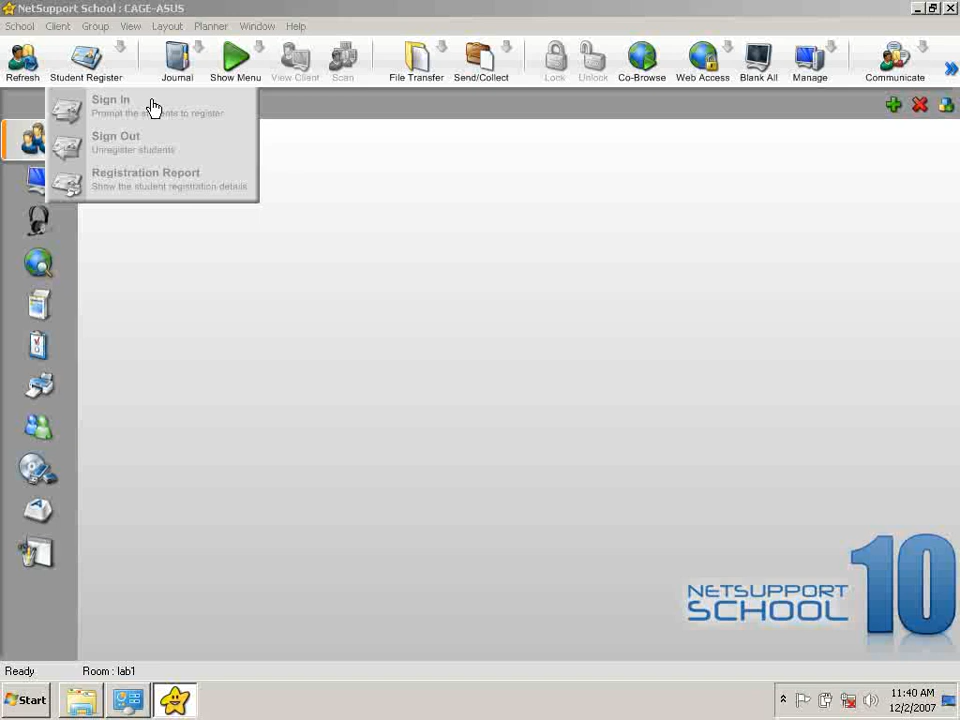 NetSupport School : CAGE-ASUS
School Client Group View Layout Planner Window Help
Refresh Student Register Journal Show Menu View Client Scan File Transfer Send/Collect Lock Unlock Co-Browse Web Access Blank All Manage Communicate
Sign In
Prompt the students to register
Sign Out
Unregister students
Registration Report
Show the student registration details
10
NETSUPPORT
SCHOOL
Ready Room : lab1
Start
11:40 AM
12/2/2007